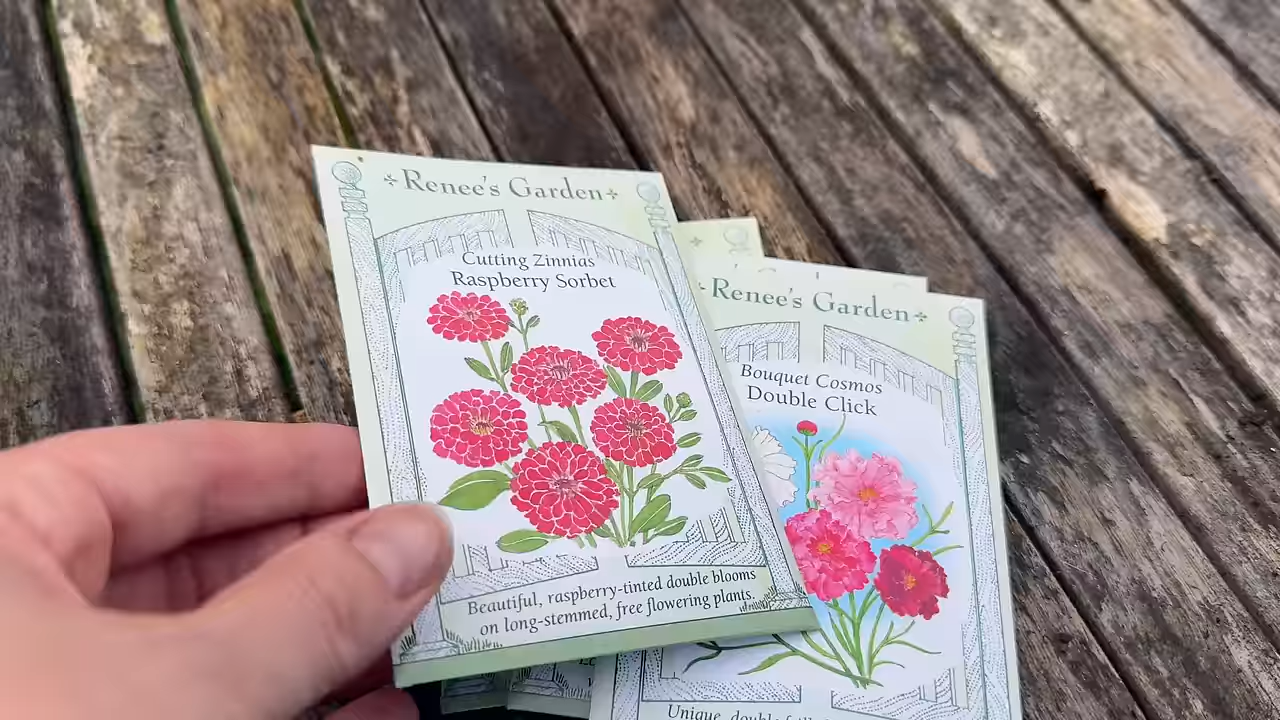 Renee's Garden
Cutting Zinnias
Raspberry Sorbet
Beautiful, raspberry-tinted double blooms
on long-stemmed, free flowering plants.
Renee's Garden
Bouquet Cosmos
Double Click
Unique,